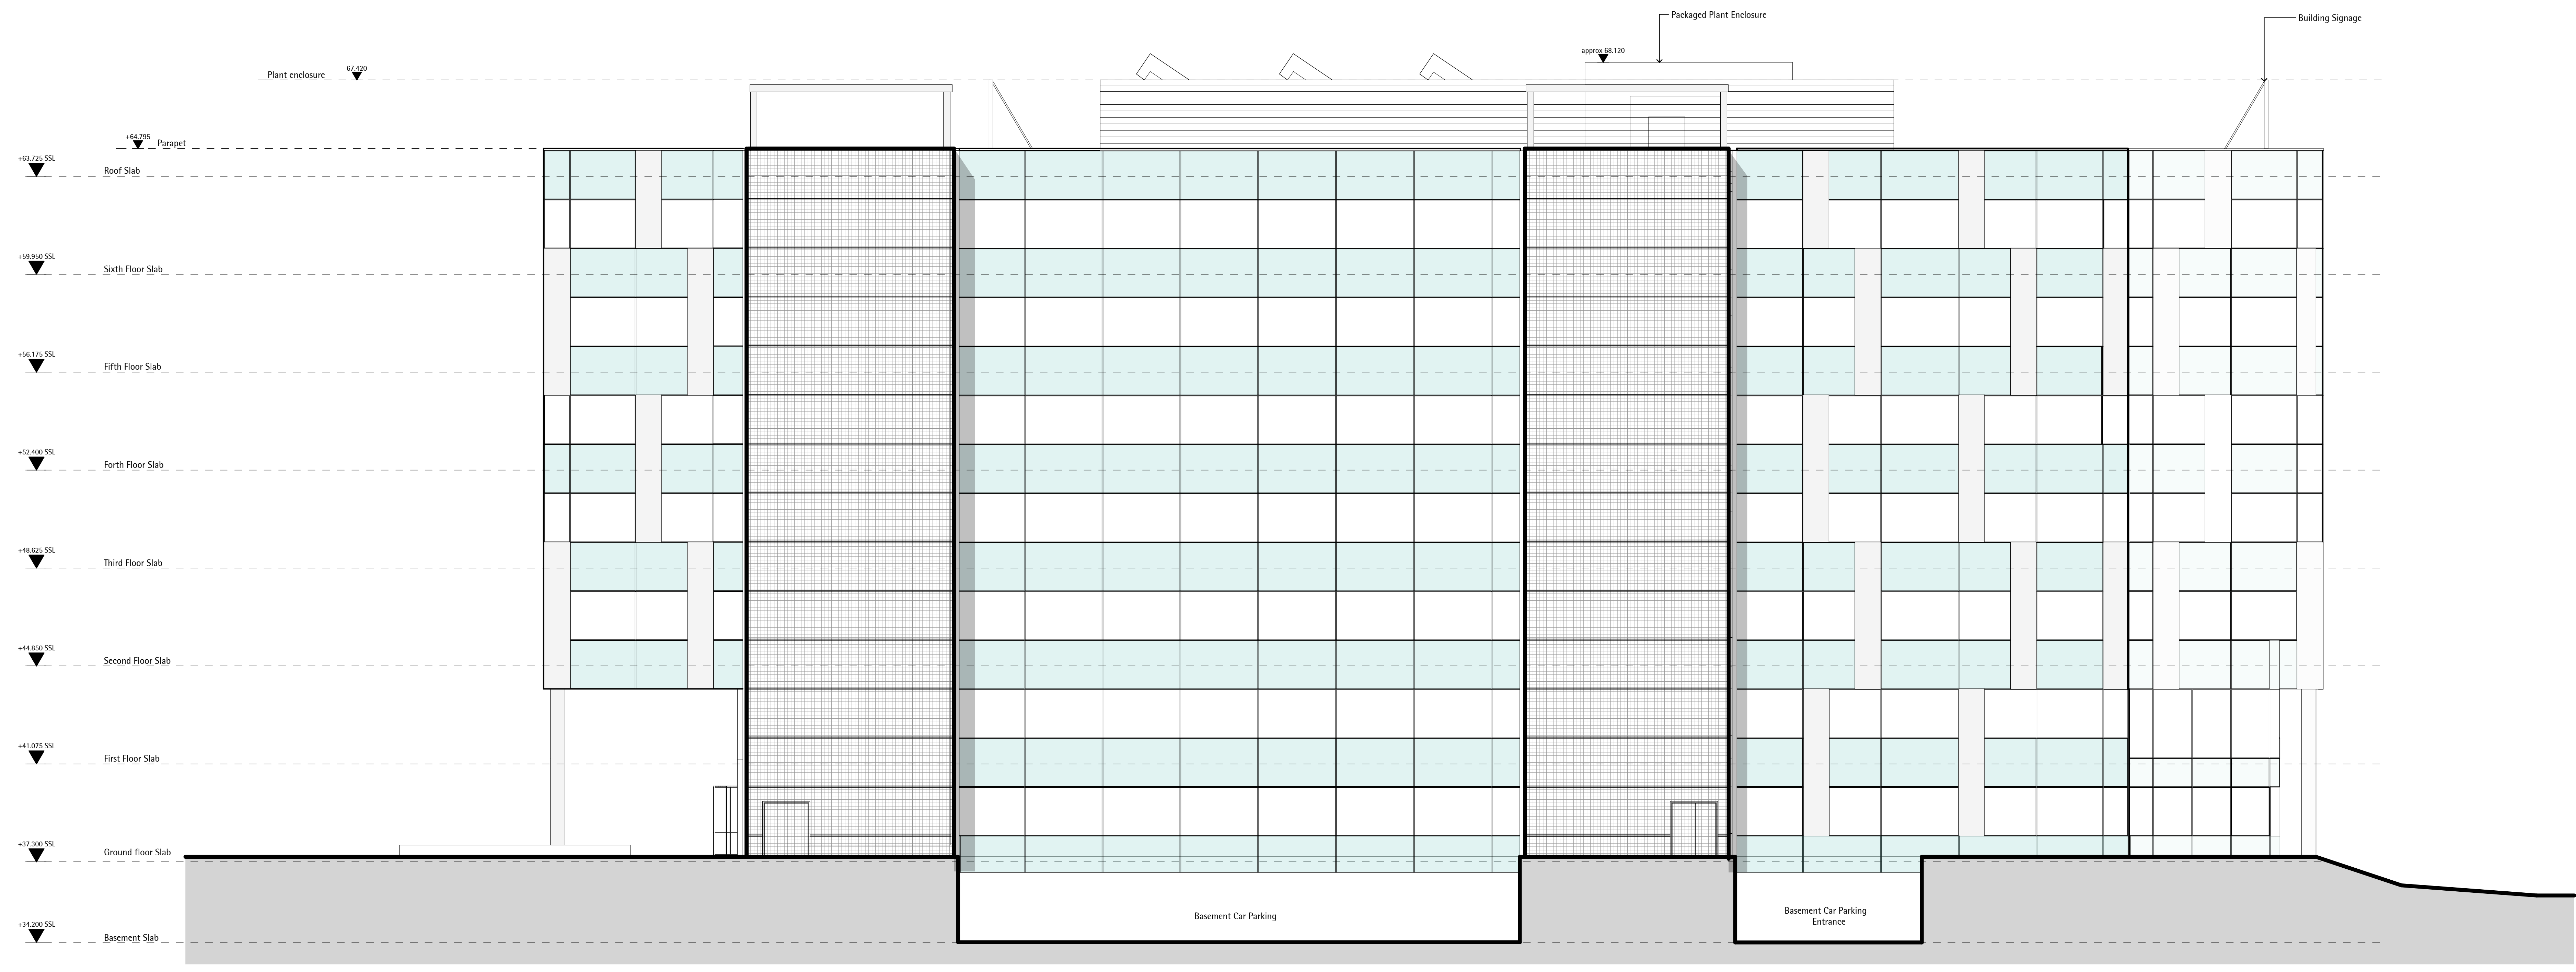 Packaged Plant Enclosure
Building Signage
approx 68.120
Plant enclosure
67.420
+64.795
Parapet
+63.725 SSL
Roof Slab
+59.950 SSL
Sixth Floor Slab
+56.175 SSL
Fifth Floor Slab
+52.400 SSL
Forth Floor Slab
+48.625 SSL
Third Floor Slab
+44.850 SSL
Second Floor Slab
+41.075 SSL
First Floor Slab
+37.300 SSL
Ground floor Slab
+34.200 SSL
Basement Slab
Basement Car Parking
Basement Car Parking
Entrance